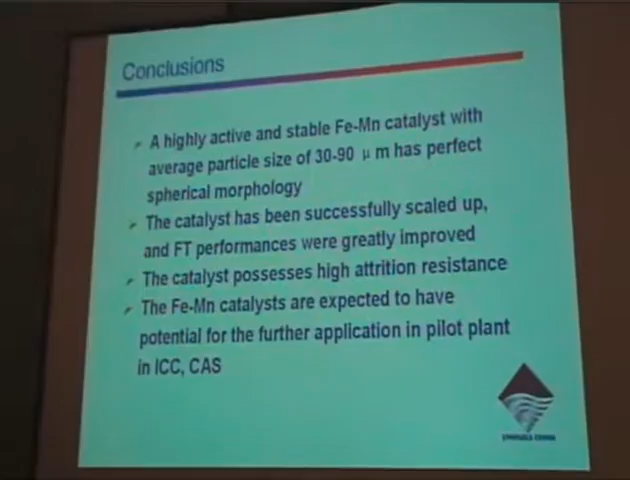 Conclusions
A highly active and stable Fe-Mn catalyst with
average particle size of 30-90 μm has perfect
spherical morphology
The catalyst has been successfully scaled up,
and FT performances were greatly improved
The catalyst possesses high attrition resistance
The Fe-Mn catalysts are expected to have
potential for the further application in pilot plant
in ICC, CAS